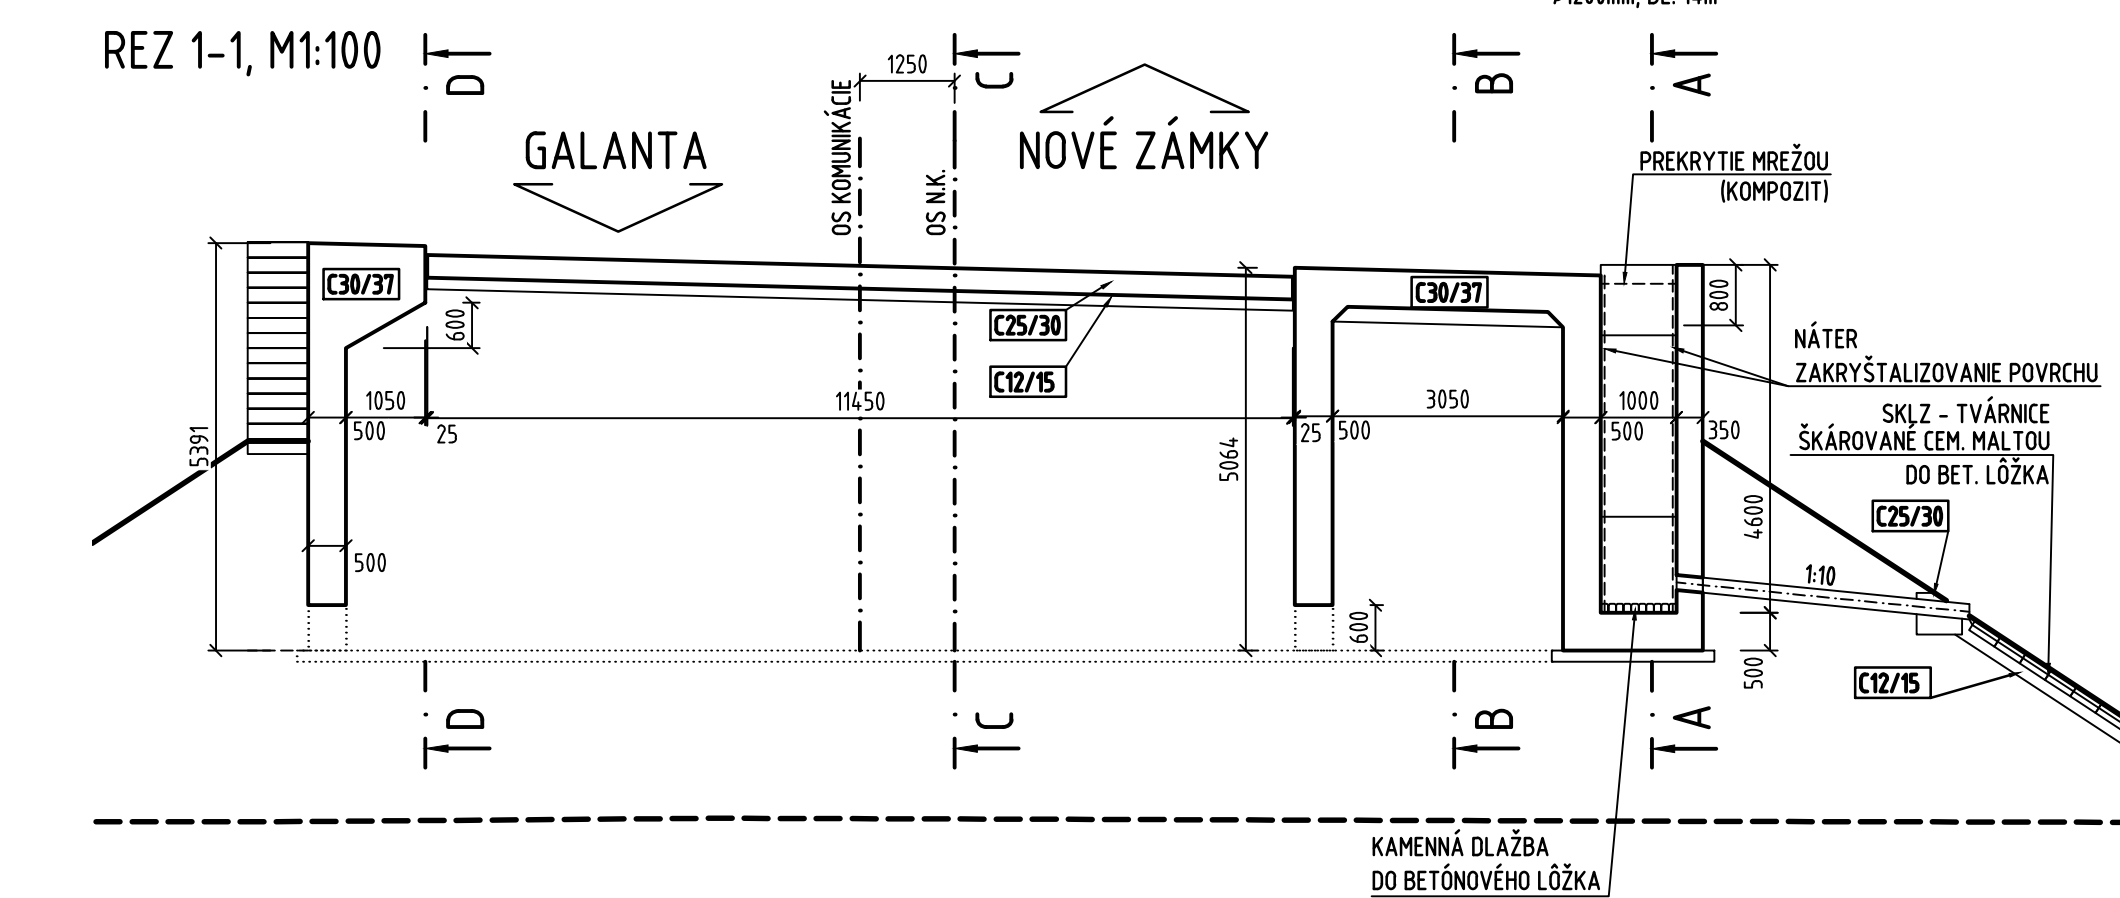 REZ 1-1, M1:100
D
C
B
A
1250
OS KOMUNIKÁCIE
OS N.K.
GALANTA
NOVÉ ZÁMKY
PREKRYTIE MREŽOU
(KOMPOZIT)
C30/37
600
C25/30
C12/15
C30/37
800
NÁTER
ZAKRYŠTALIZOVANIE POVRCHU
1050
11450
3050
1000
500
25
25
500
500
350
SKLZ - TVÁRNICE
ŠKÁROVANÉ CEM. MALTOU
DO BET. LÔŽKA
5391
5064
4600
C25/30
500
600
1:10
500
C12/15
D
C
B
A
KAMENNÁ DLAŽBA
DO BETÓNOVÉHO LÔŽKA